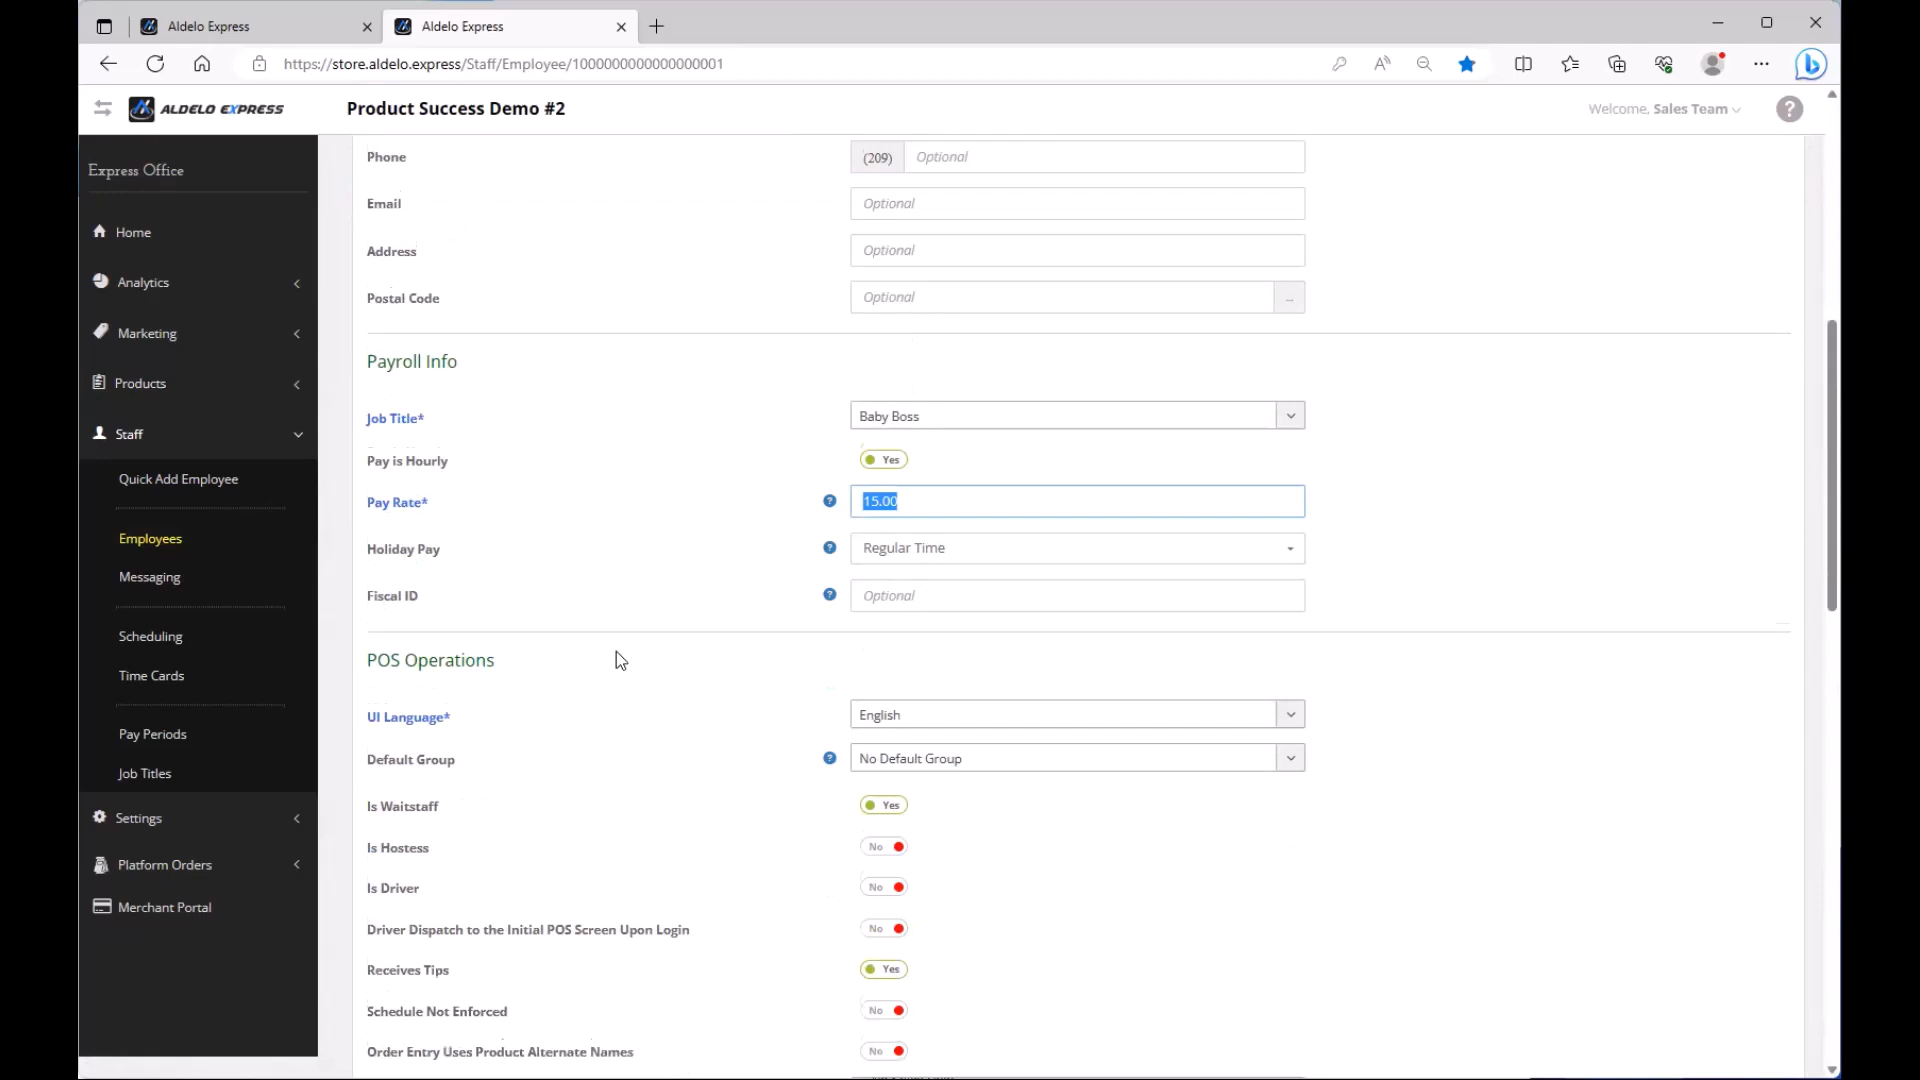 Aldelo Express
Aldelo Express
https://store.aldelo.express/Staff/Employee/1000000000000000001
ALDELO EXPRESS
Product Success Demo #2
Welcome, Sales Team
Express Office
Home
Analytics
Marketing
Products
Staff
Quick Add Employee
Employees
Messaging
Scheduling
Time Cards
Pay Periods
Job Titles
Settings
Platform Orders
Merchant Portal
Phone
(209) Optional
Email
Optional
Address
Optional
Postal Code
Optional ...
Payroll Info
Job Title*
Baby Boss
Pay is Hourly
Yes
Pay Rate*
15.00
Holiday Pay
Regular Time
Fiscal ID
Optional
POS Operations
UI Language*
English
Default Group
No Default Group
Is Waitstaff
Yes
Is Hostess
No
Is Driver
No
Driver Dispatch to the Initial POS Screen Upon Login
No
Receives Tips
Yes
Schedule Not Enforced
No
Order Entry Uses Product Alternate Names
No